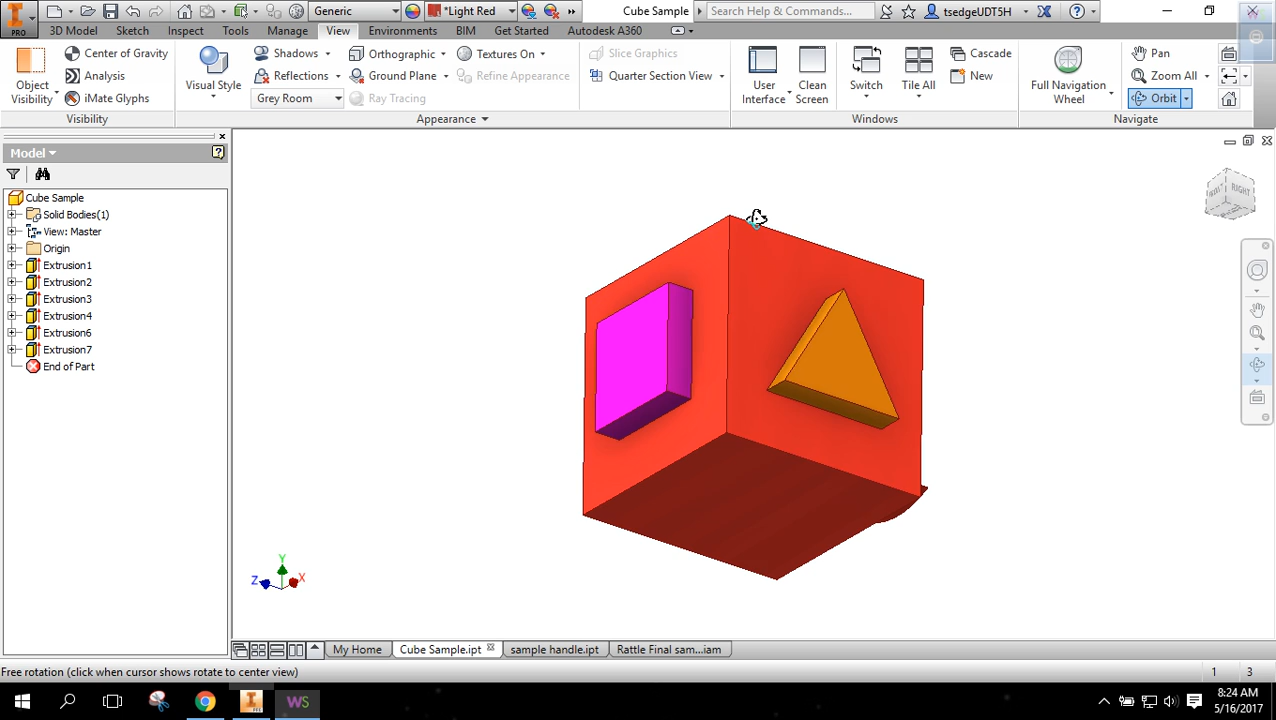 Generic *Light Red Cube Sample Search Help & Commands... tsedgeUDT5H
PRO 3D Model Sketch Inspect Tools Manage View Environments BIM Get Started Autodesk A360
Object Visibility Center of Gravity Analysis iMate Glyphs
Visibility
Visual Style Shadows Reflections Grey Room Orthographic Ground Plane Ray Tracing Textures On Refine Appearance Slice Graphics Quarter Section View
Appearance
User Interface Clean Screen Switch Tile All Cascade New
Windows
Full Navigation Wheel Pan Zoom All Orbit
Navigate
Model
Cube Sample
Solid Bodies(1)
View: Master
Origin
Extrusion1
Extrusion2
Extrusion3
Extrusion4
Extrusion6
Extrusion7
End of Part
RIGHT
Y
Z X
My Home Cube Sample.ipt sample handle.ipt Rattle Final sam....iam
Free rotation (click when cursor shows rotate to center view) 1 3
WS 8:24 AM
5/16/2017